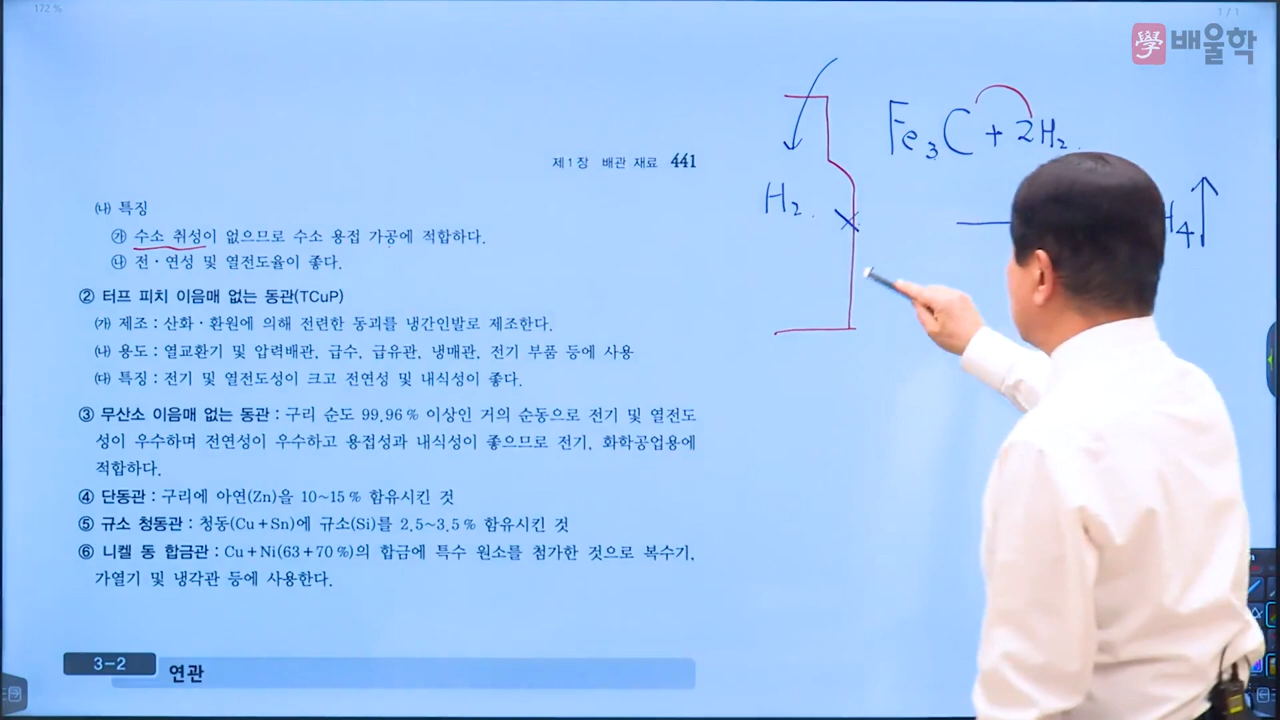 172 %
1 / 1
學 배울학
제 1 장 배관 재료 441
㈏ 특징
㉮ 수소 취성이 없으므로 수소 용접 가공에 적합하다.
㉯ 전·연성 및 열전도율이 좋다.
② 터프 피치 이음매 없는 동관(TCuP)
㈎ 제조 : 산화·환원에 의해 전련한 동괴를 냉간인발로 제조한다.
㈏ 용도 : 열교환기 및 압력배관, 급수, 급유관, 냉매관, 전기 부품 등에 사용
㈐ 특징 : 전기 및 열전도성이 크고 전연성 및 내식성이 좋다.
③ 무산소 이음매 없는 동관 : 구리 순도 99.96 % 이상인 거의 순동으로 전기 및 열전도
성이 우수하며 전연성이 우수하고 용접성과 내식성이 좋으므로 전기, 화학공업용에
적합하다.
④ 단동관 : 구리에 아연(Zn)을 10~15 % 함유시킨 것
⑤ 규소 청동관 : 청동(Cu+Sn)에 규소(Si)를 2.5~3.5 % 함유시킨 것
⑥ 니켈 동 합금관 : Cu+Ni(63+70 %)의 합금에 특수 원소를 첨가한 것으로 복수기,
가열기 및 냉각관 등에 사용한다.
3-2 연관
Fe₃C + 2H₂.
H₂.
H₄↑